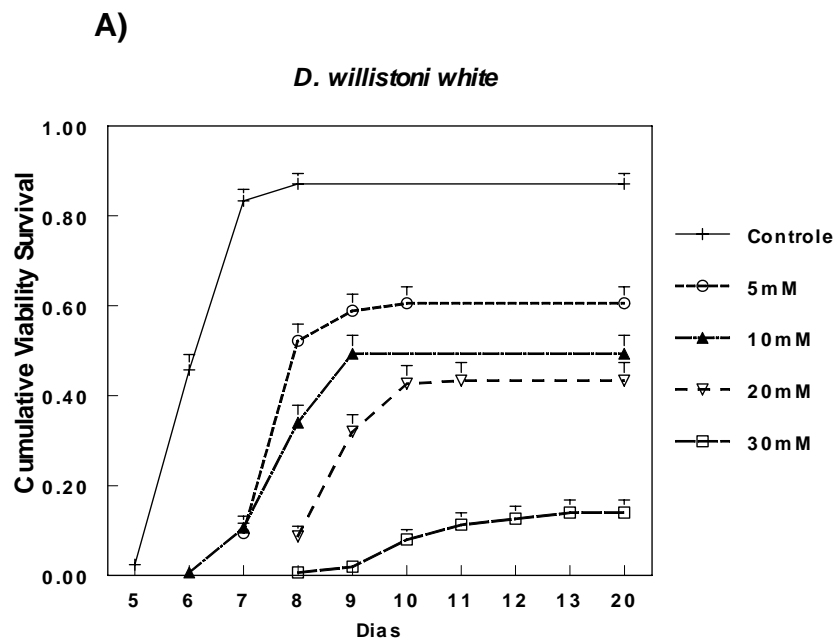 A)
D. willistoni white
Cumulative Viability Survival
1.00
0.80
0.60
0.40
0.20
0.00
5 6 7 8 9 10 11 12 13 20
Dias
Controle
5mM
10mM
20mM
30mM